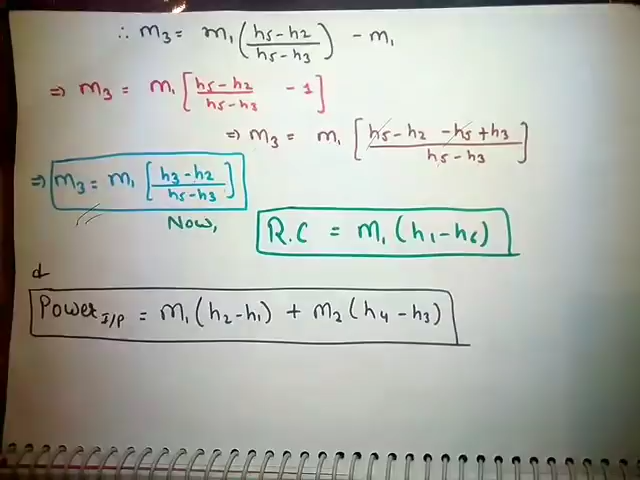 ∴ m₃ = m₁ ( (h₅ - h₂) / (h₅ - h₃) ) - m₁
⇒ m₃ = m₁ [ (h₅ - h₂) / (h₅ - h₃) - 1 ]
⇒ m₃ = m₁ [ (h₅ - h₂ - h₅ + h₃) / (h₅ - h₃) ]
⇒ m₃ = m₁ [ (h₃ - h₂) / (h₅ - h₃) ]
Now,
R.C = m₁ (h₁ - h₆)
d
Power I/P = m₁ (h₂ - h₁) + m₂ (h₄ - h₃)